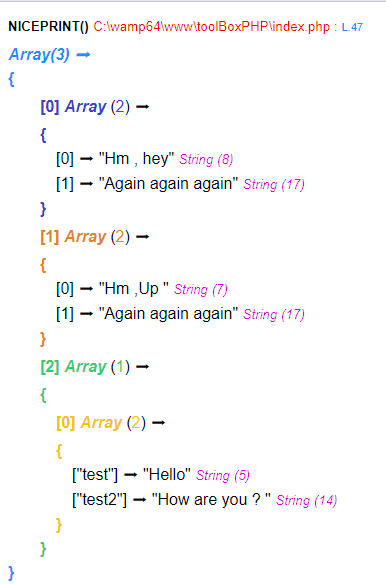 NICEPRINT() C:\wamp64\www\toolBoxPHP\index.php : L.47
Array(3) ➞
{
[0] Array (2) ➞
{
[0] ➞ "Hm , hey" String (8)
[1] ➞ "Again again again" String (17)
}
[1] Array (2) ➞
{
[0] ➞ "Hm ,Up " String (7)
[1] ➞ "Again again again" String (17)
}
[2] Array (1) ➞
{
[0] Array (2) ➞
{
["test"] ➞ "Hello" String (5)
["test2"] ➞ "How are you ? " String (14)
}
}
}